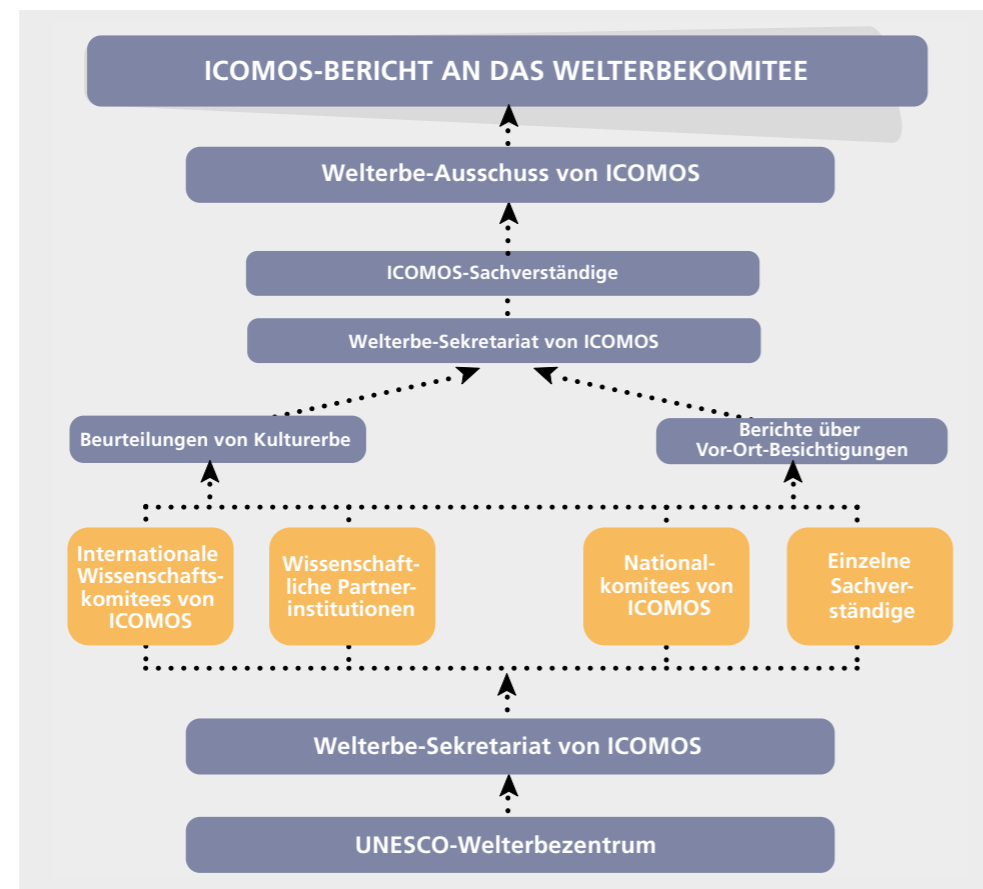 ICOMOS-BERICHT AN DAS WELTERBEKOMITEE
Welterbe-Ausschuss von ICOMOS
ICOMOS-Sachverständige
Welterbe-Sekretariat von ICOMOS
Beurteilungen von Kulturerbe
Berichte über
Vor-Ort-Besichtigungen
Internationale
Wissenschafts-
komitees von
ICOMOS
Wissenschaft-
liche Partner-
institutionen
National-
komitees von
ICOMOS
Einzelne
Sachver-
ständige
Welterbe-Sekretariat von ICOMOS
UNESCO-Welterbezentrum